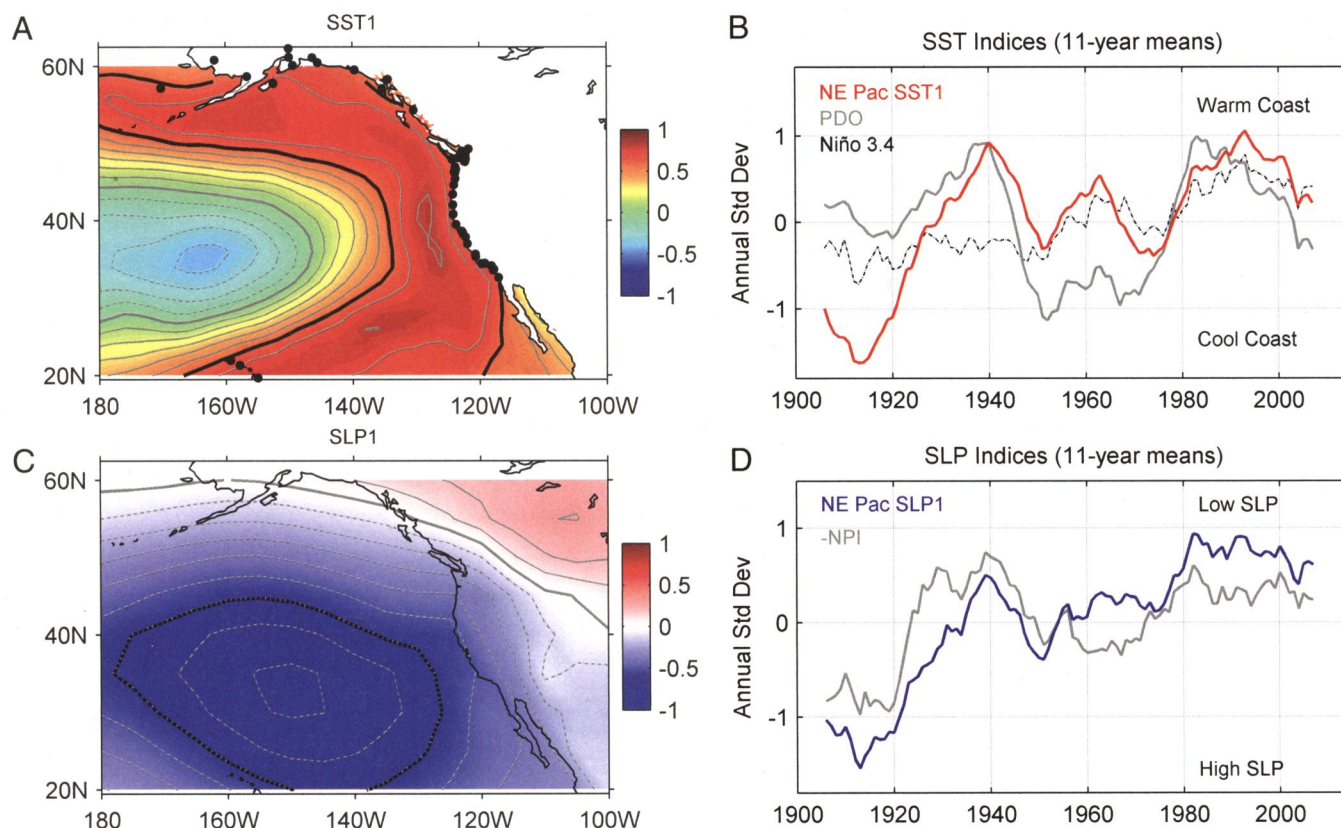 A
SST1
60N
40N
20N
180
160W
140W
120W
100W
1
0.5
0
-0.5
-1
B
SST Indices (11-year means)
NE Pac SST1
PDO
Niño 3.4
Warm Coast
Cool Coast
Annual Std Dev
1
0
-1
1900
1920
1940
1960
1980
2000
C
SLP1
60N
40N
20N
180
160W
140W
120W
100W
1
0.5
0
-0.5
-1
D
SLP Indices (11-year means)
NE Pac SLP1
-NPI
Low SLP
High SLP
Annual Std Dev
1
0
-1
1900
1920
1940
1960
1980
2000